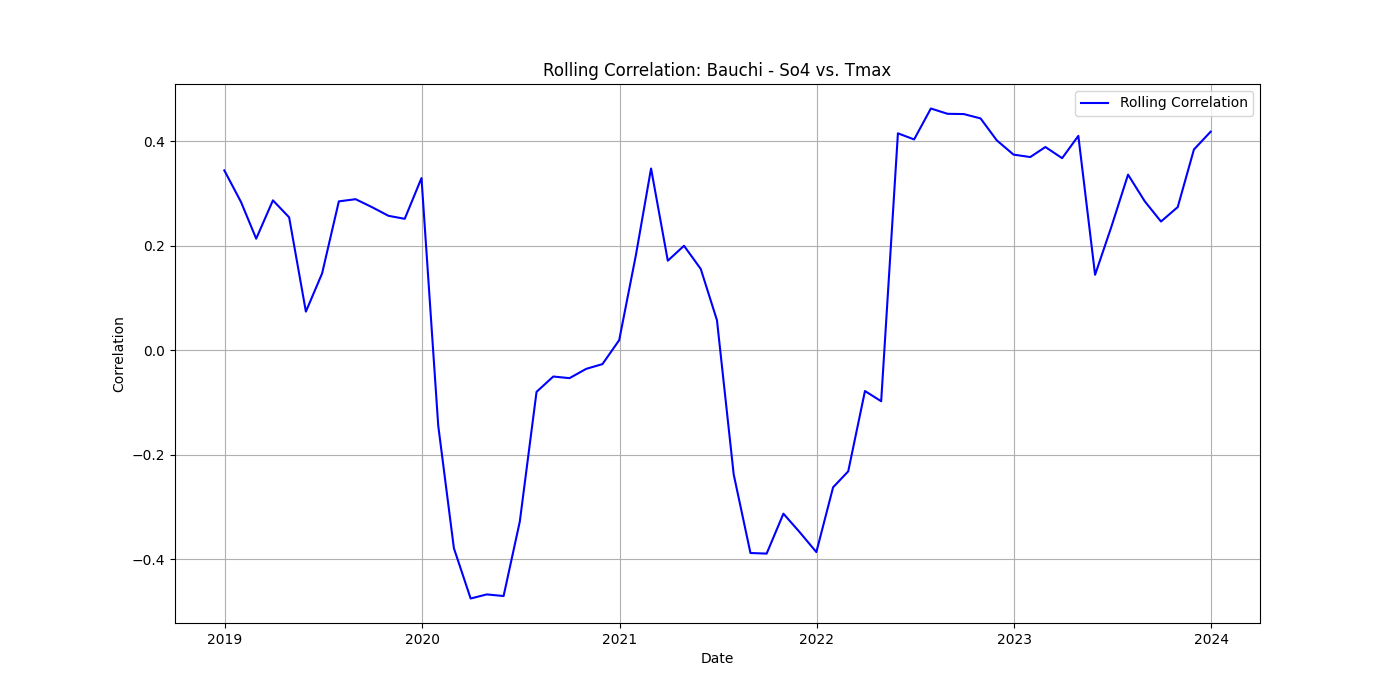 Rolling Correlation: Bauchi - So4 vs. Tmax
Rolling Correlation
0.4
0.2
0.0
−0.2
−0.4
Correlation
2019 2020 2021 2022 2023 2024
Date